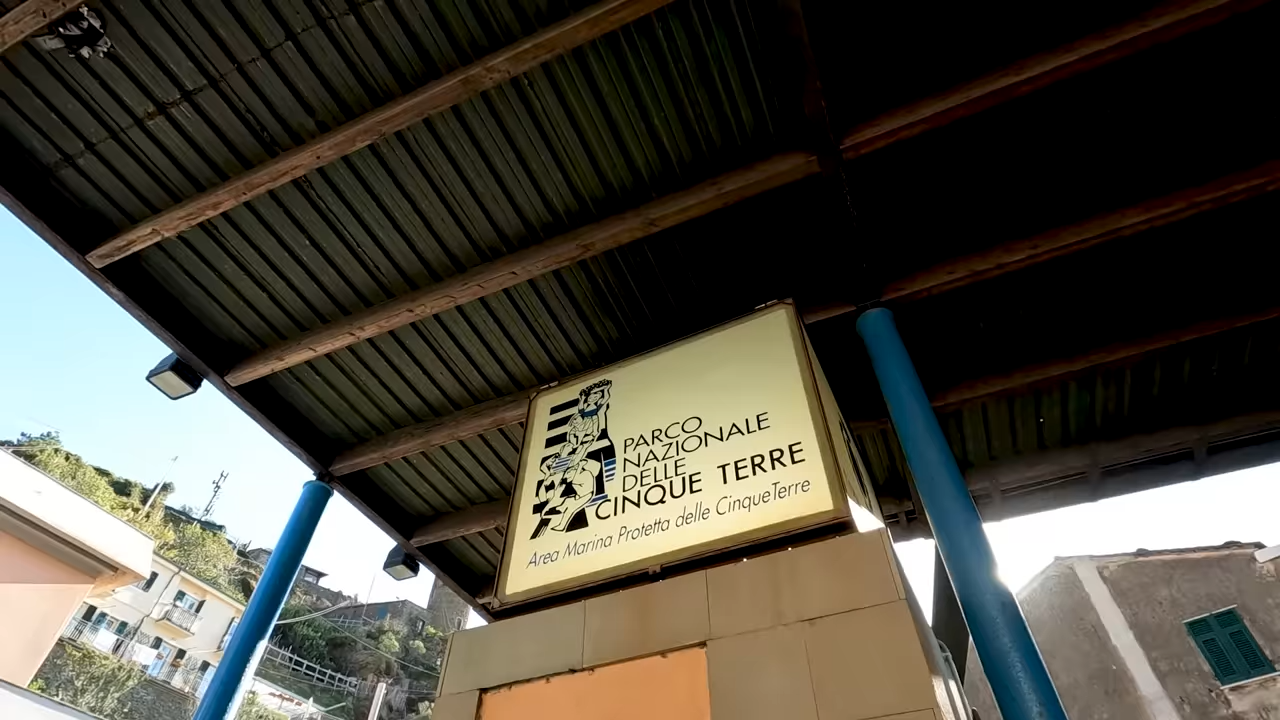 PARCO
NAZIONALE
DELLE
CINQUE TERRE
Area Marina Protetta delle CinqueTerre